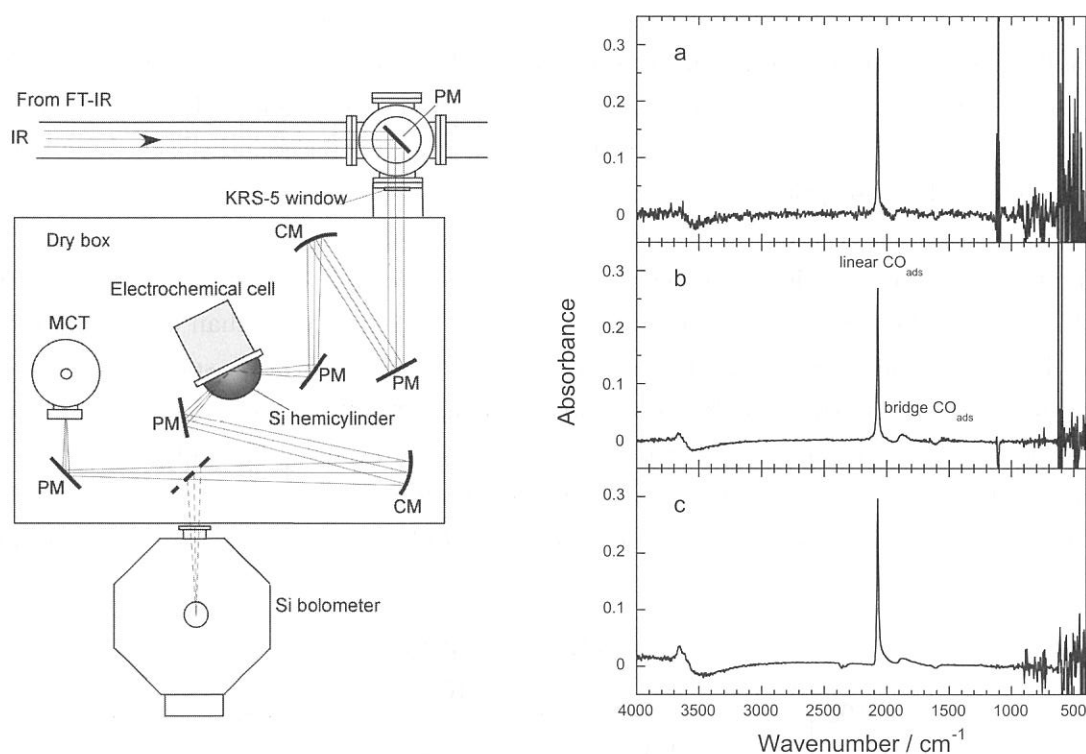 From FT-IR
IR
PM
KRS-5 window
Dry box
CM
Electrochemical cell
MCT
PM
PM
Si hemicylinder
PM
PM
CM
Si bolometer
a
0.3
0.2
0.1
0
linear CO ads
b
0.3
0.2
0.1
0
bridge CO ads
c
0.3
0.2
0.1
0
Absorbance
4000 3500 3000 2500 2000 1500 1000 500
Wavenumber / cm-1